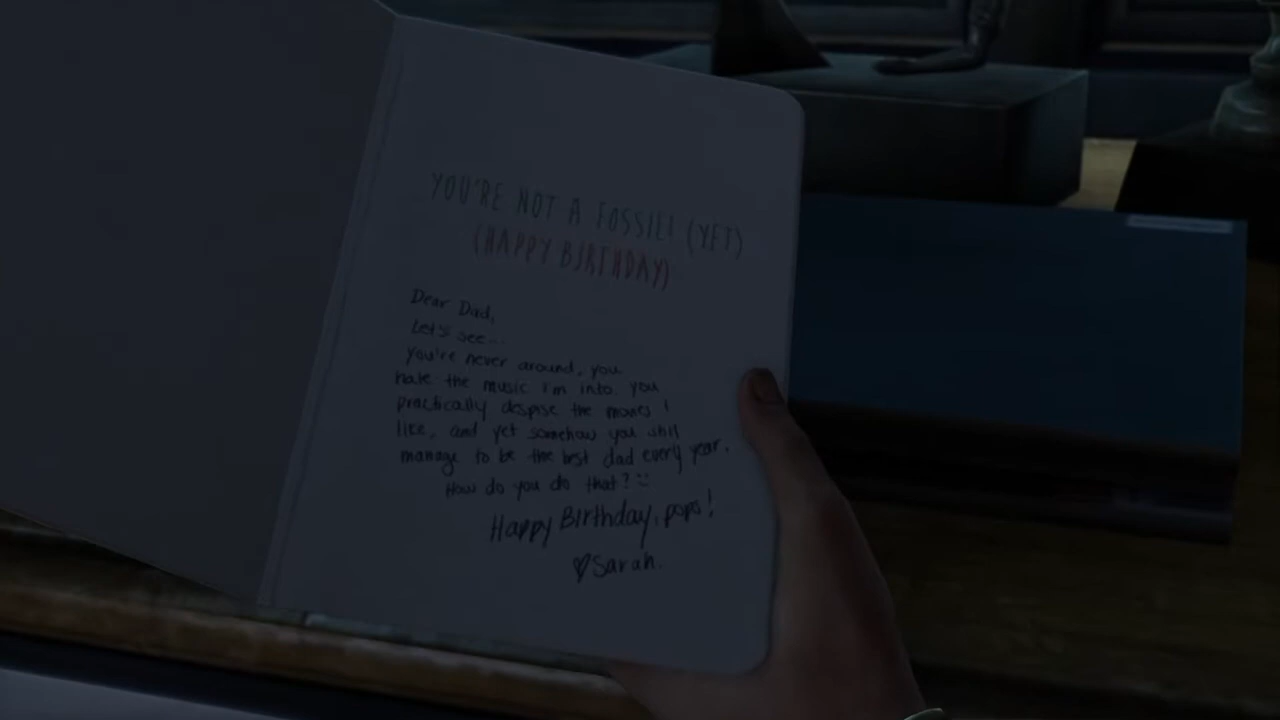 YOU'RE NOT A FOSSIL! (YET)
(HAPPY BIRTHDAY)
Dear Dad,
Let's see...
you're never around, you
hate the music i'm into, you
practically despise the movies i
like, and yet somehow you still
manage to be the best dad every year.
How do you do that? :)
Happy Birthday, pops!
♡Sarah.